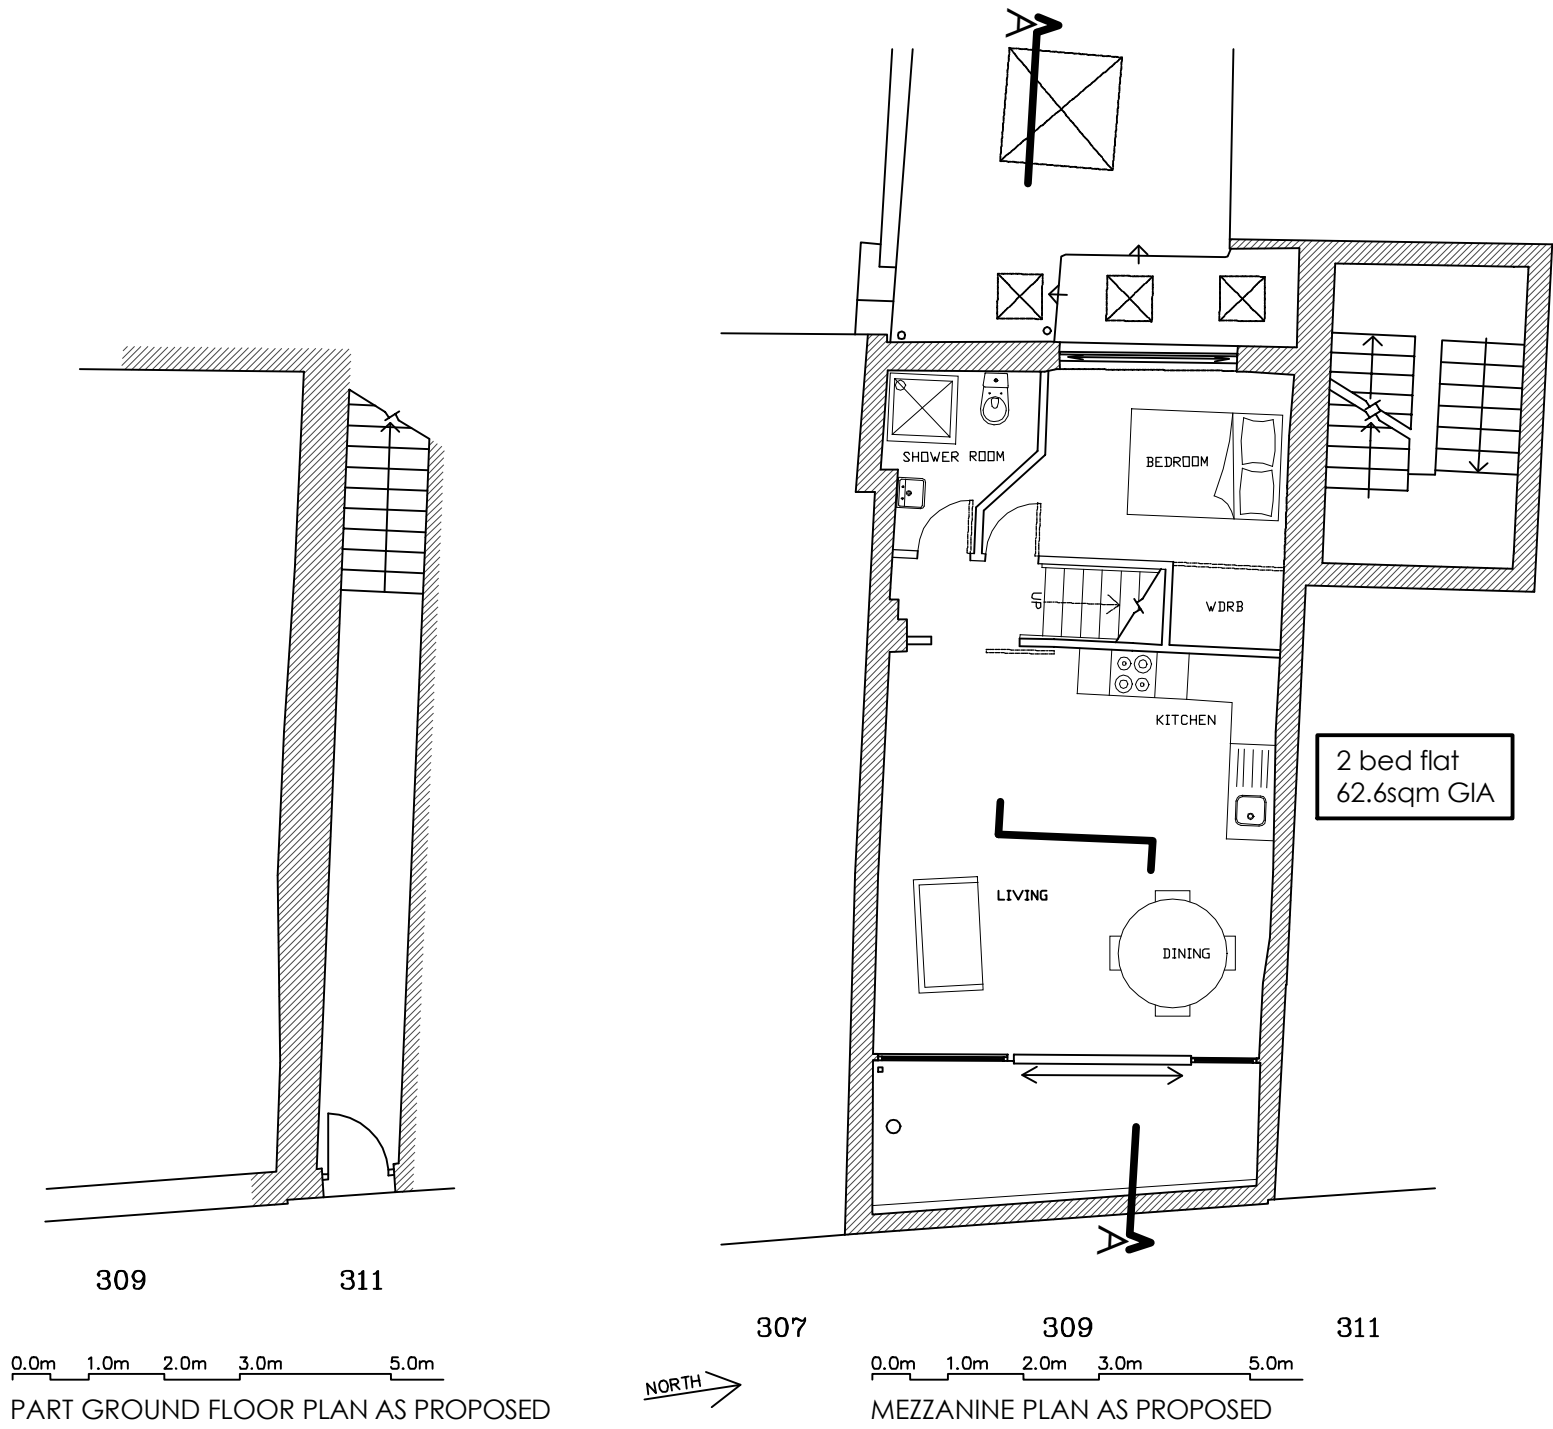 A
SHOWER ROOM
BEDROOM
UP
WDRB
KITCHEN
2 bed flat
62.6sqm GIA
LIVING
DINING
A
309
311
307
309
311
0.0m 1.0m 2.0m 3.0m 5.0m
PART GROUND FLOOR PLAN AS PROPOSED
NORTH
0.0m 1.0m 2.0m 3.0m 5.0m
MEZZANINE PLAN AS PROPOSED